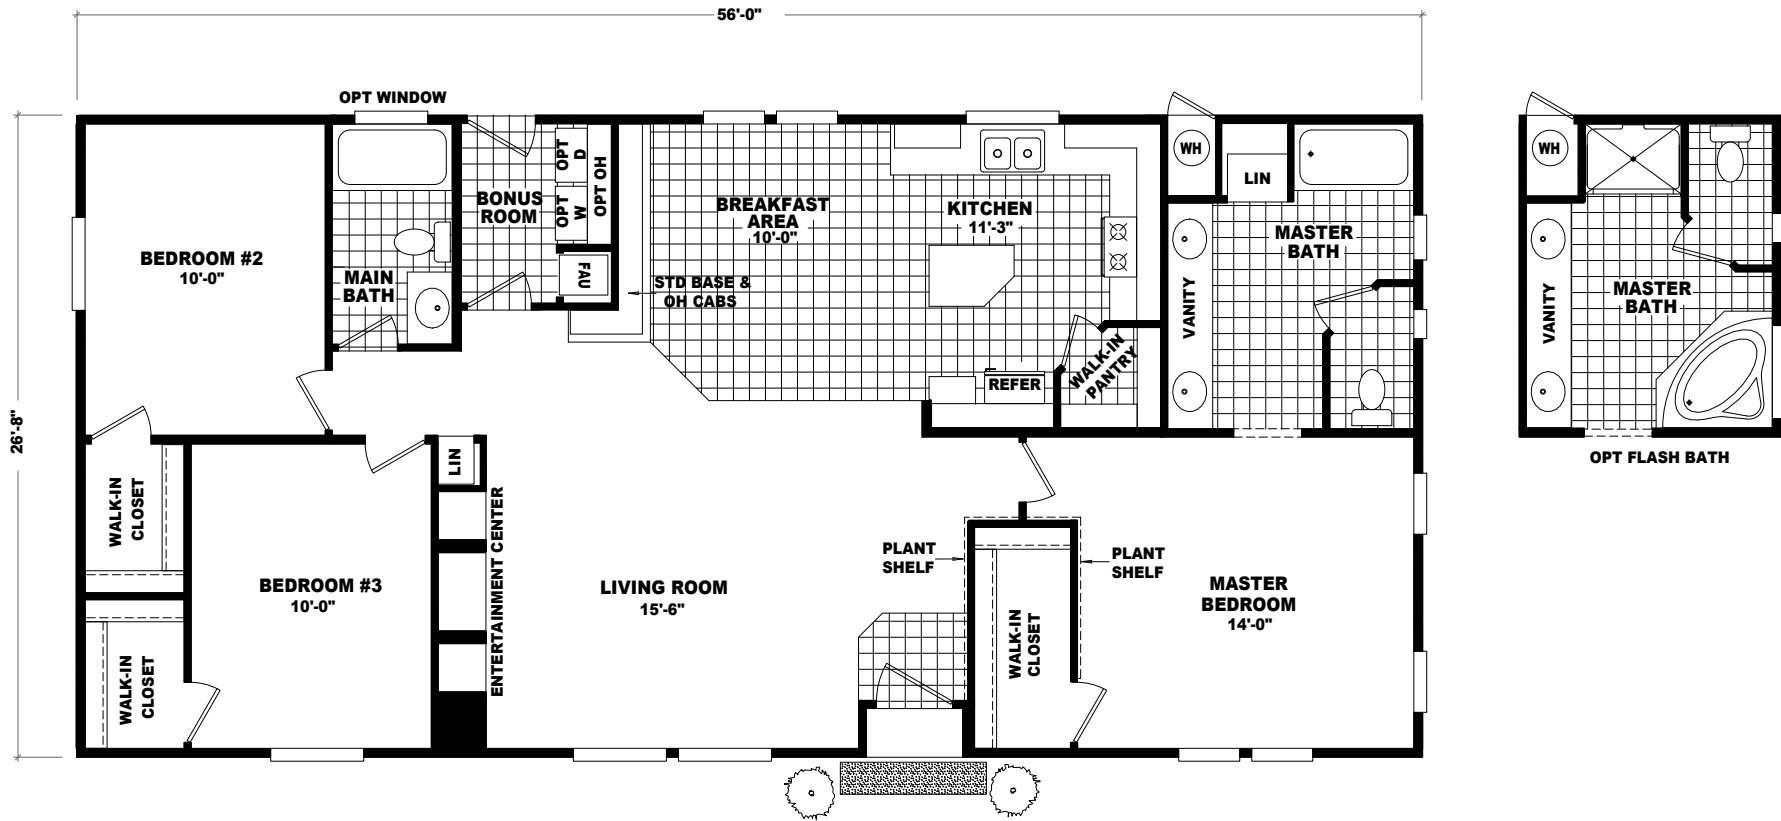 56'-0"
26'-8"
OPT WINDOW
BEDROOM #2
10'-0"
MAIN
BATH
BONUS
ROOM
OPT
D
OPT
W
OPT OH
FAU
STD BASE &
OH CABS
BREAKFAST
AREA
10'-0"
KITCHEN
11'-3"
REFER
WALK-IN
PANTRY
WH
LIN
MASTER
BATH
VANITY
WALK-IN
CLOSET
WALK-IN
CLOSET
BEDROOM #3
10'-0"
LIN
ENTERTAINMENT CENTER
LIVING ROOM
15'-6"
PLANT
SHELF
PLANT
SHELF
WALK-IN
CLOSET
MASTER
BEDROOM
14'-0"
WH
VANITY
MASTER
BATH
OPT FLASH BATH